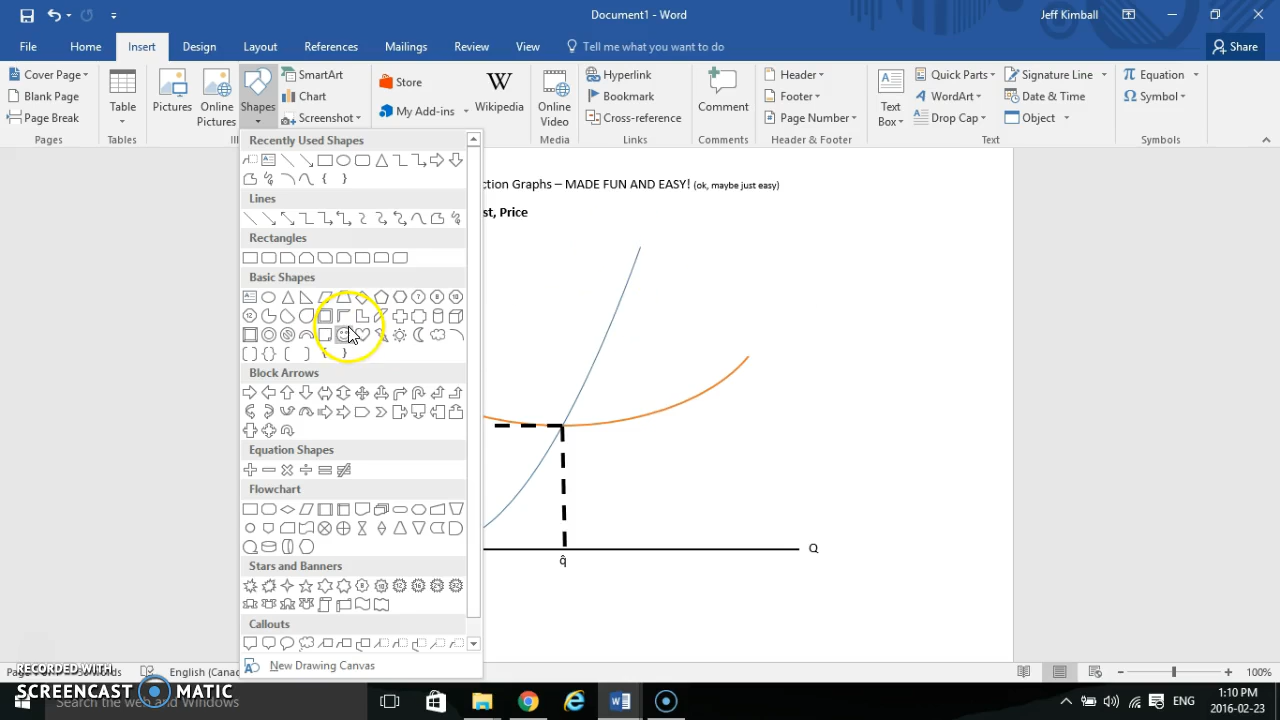 Document1 - Word
Jeff Kimball
File Home Insert Design Layout References Mailings Review View Tell me what you want to do Share
Cover Page
Blank Page
Page Break
Pages
Table
Tables
Pictures
Online Pictures
Shapes
SmartArt
Chart
Screenshot
Store
My Add-ins
Wikipedia
Online Video
Media
Hyperlink
Bookmark
Cross-reference
Links
Comment
Comments
Header
Footer
Page Number
Header & Footer
Text Box
Quick Parts
WordArt
Drop Cap
Signature Line
Date & Time
Object
Text
Equation
Symbol
Symbols
Recently Used Shapes
Lines
Rectangles
Basic Shapes
Block Arrows
Equation Shapes
Flowchart
Stars and Banners
Callouts
New Drawing Canvas
ction Graphs – MADE FUN AND EASY! (ok, maybe just easy)
st, Price
Q
q̂
English (Cana
100%
RECORDED WITH
SCREENCAST MATIC
Search the web and Windows
ENG
1:10 PM
2016-02-23